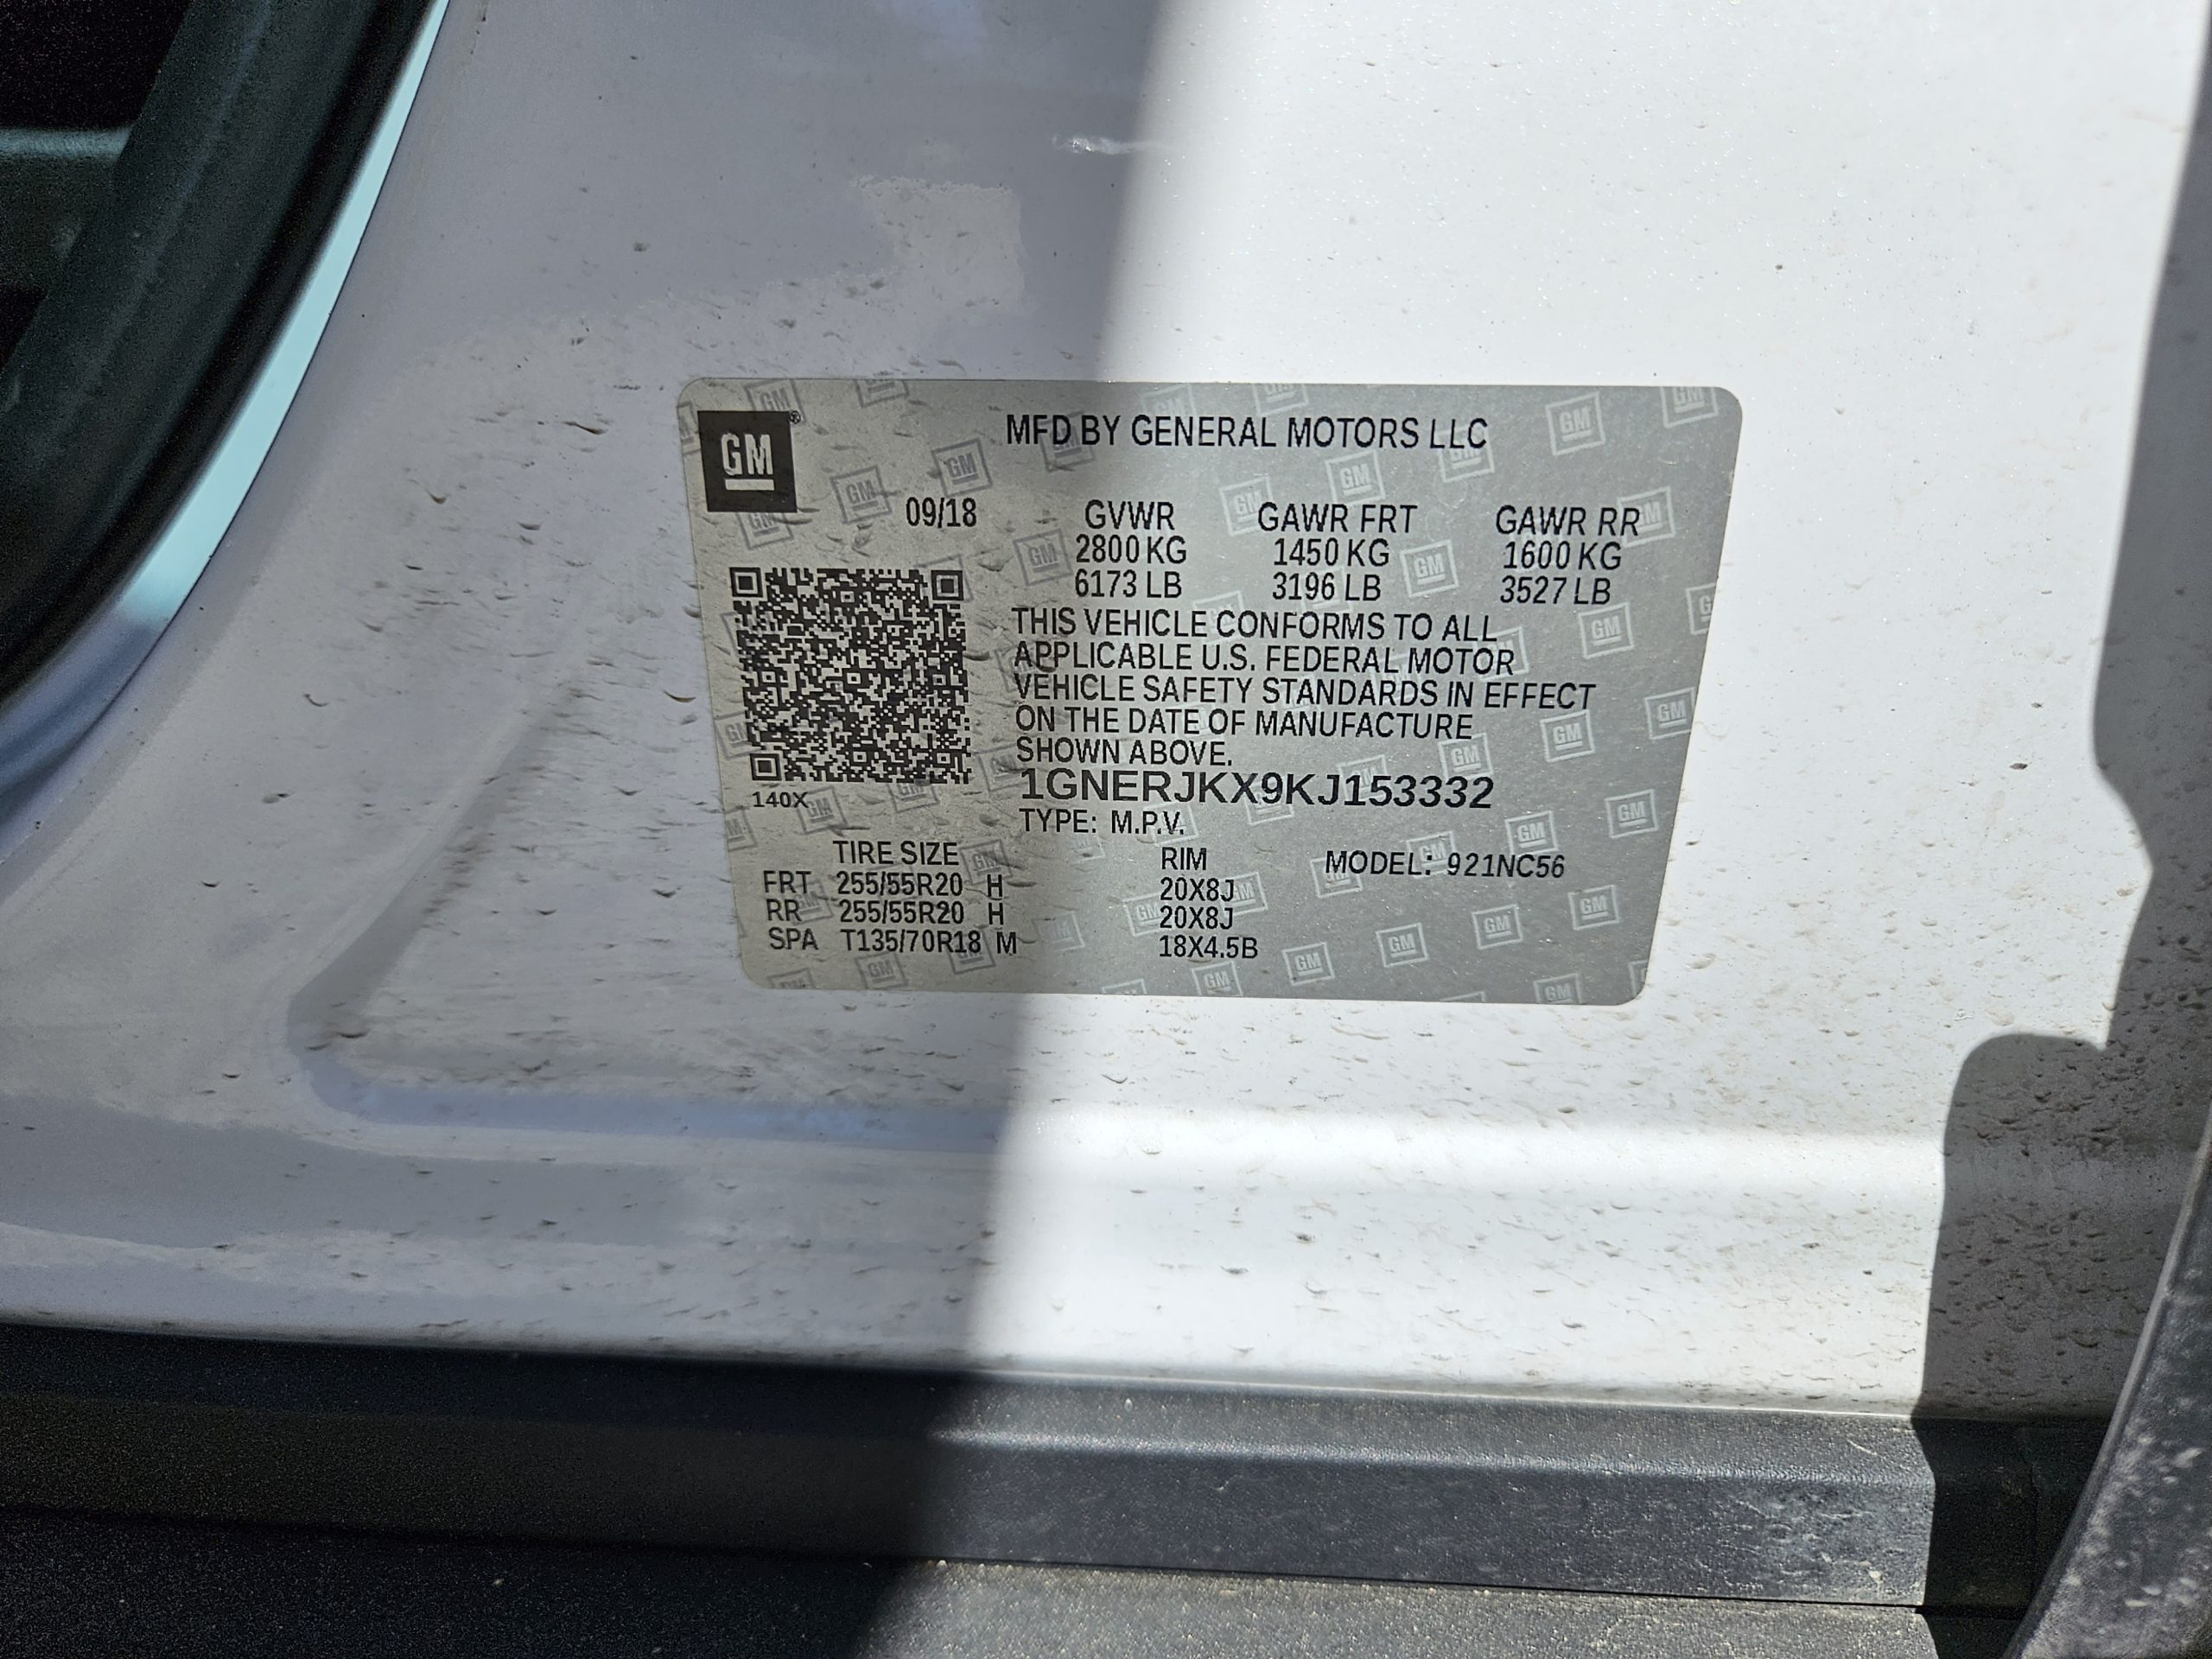 GM®
MFD BY GENERAL MOTORS LLC
09/18 GVWR GAWR FRT GAWR RR
2800 KG 1450 KG 1600 KG
6173 LB 3196 LB 3527 LB
THIS VEHICLE CONFORMS TO ALL
APPLICABLE U.S. FEDERAL MOTOR
VEHICLE SAFETY STANDARDS IN EFFECT
ON THE DATE OF MANUFACTURE
SHOWN ABOVE.
1GNERJKX9KJ153332
140X
TYPE: M.P.V.
TIRE SIZE RIM MODEL: 921NC56
FRT 255/55R20 H 20X8J
RR 255/55R20 H 20X8J
SPA T135/70R18 M 18X4.5B